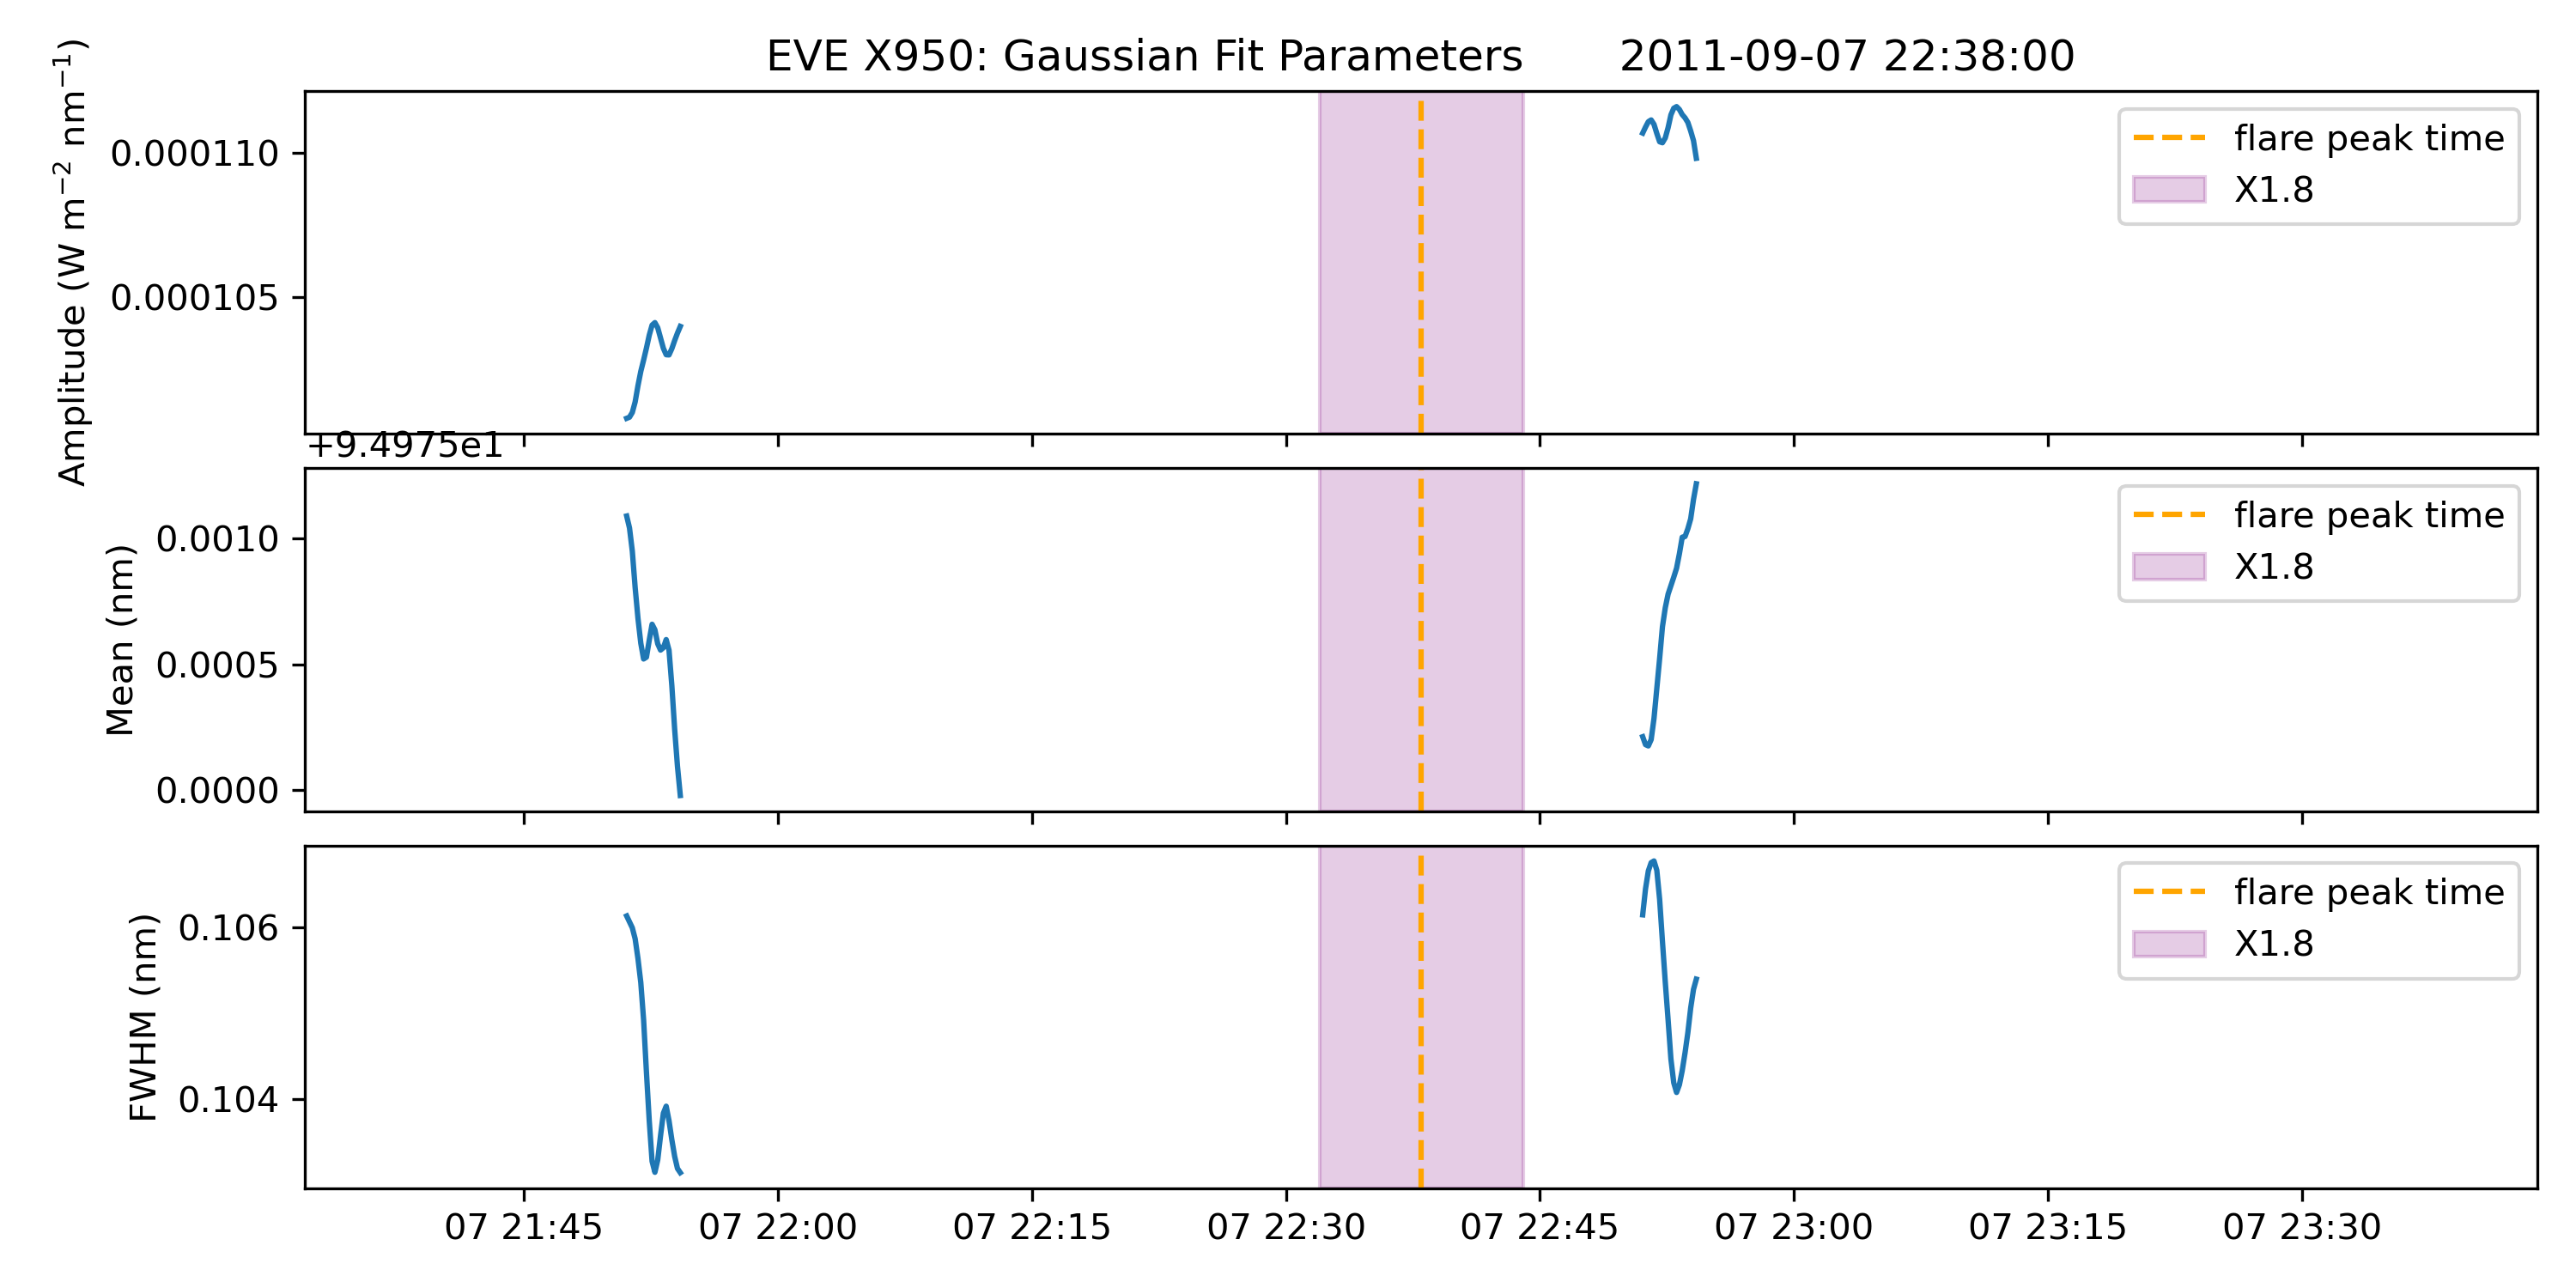 EVE X950: Gaussian Fit Parameters 2011-09-07 22:38:00
Amplitude (W m⁻² nm⁻¹)
0.000110
0.000105
flare peak time
X1.8
+9.4975e1
Mean (nm)
0.0010
0.0005
0.0000
flare peak time
X1.8
FWHM (nm)
0.106
0.104
flare peak time
X1.8
07 21:45 07 22:00 07 22:15 07 22:30 07 22:45 07 23:00 07 23:15 07 23:30